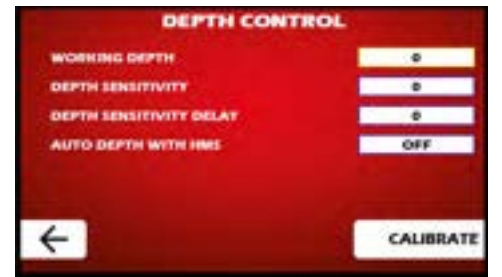 DEPTH CONTROL
WORKING DEPTH 0
DEPTH SENSITIVITY 0
DEPTH SENSITIVITY DELAY 0
AUTO DEPTH WITH HMS OFF
CALIBRATE